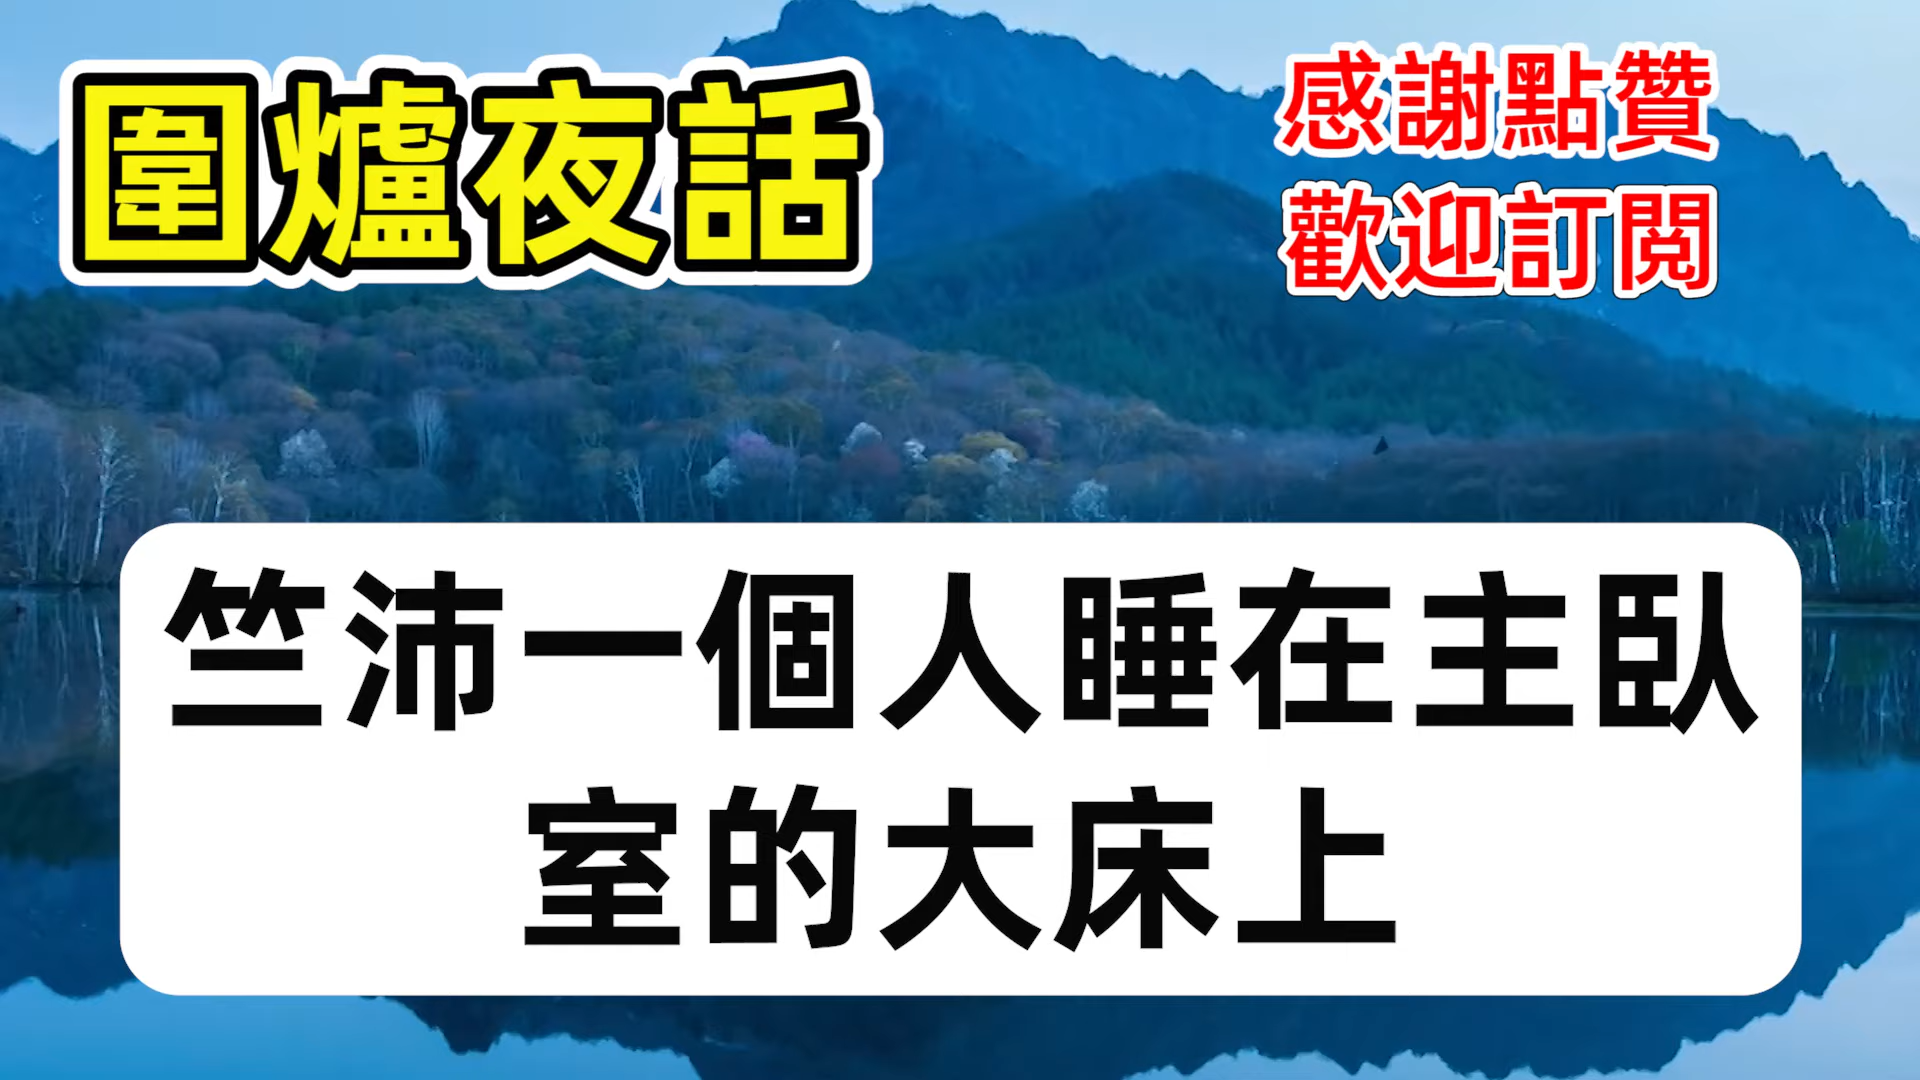 圍爐夜話
感謝點贊
歡迎訂閱
竺沛一個人睡在主臥
室的大床上